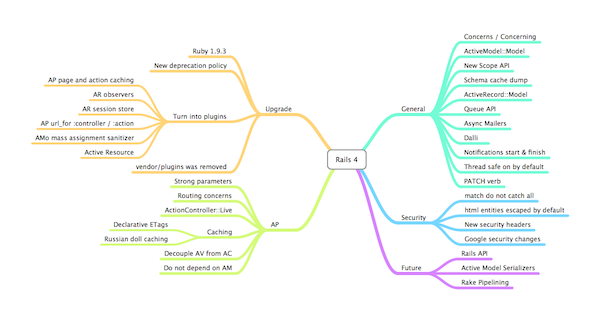 Rails 4
Upgrade
Ruby 1.9.3
New deprecation policy
Turn into plugins
AP page and action caching
AR observers
AR session store
AP url_for :controller / :action
AMo mass assignment sanitizer
Active Resource
vendor/plugins was removed
AP
Strong parameters
Routing concerns
ActionController::Live
Caching
Declarative ETags
Russian doll caching
Decouple AV from AC
Do not depend on AM
General
Concerns / Concerning
ActiveModel::Model
New Scope API
Schema cache dump
ActiveRecord::Model
Queue API
Async Mailers
Dalli
Notifications start & finish
Thread safe on by default
PATCH verb
Security
match do not catch all
html entities escaped by default
New security headers
Google security changes
Future
Rails API
Active Model Serializers
Rake Pipelining